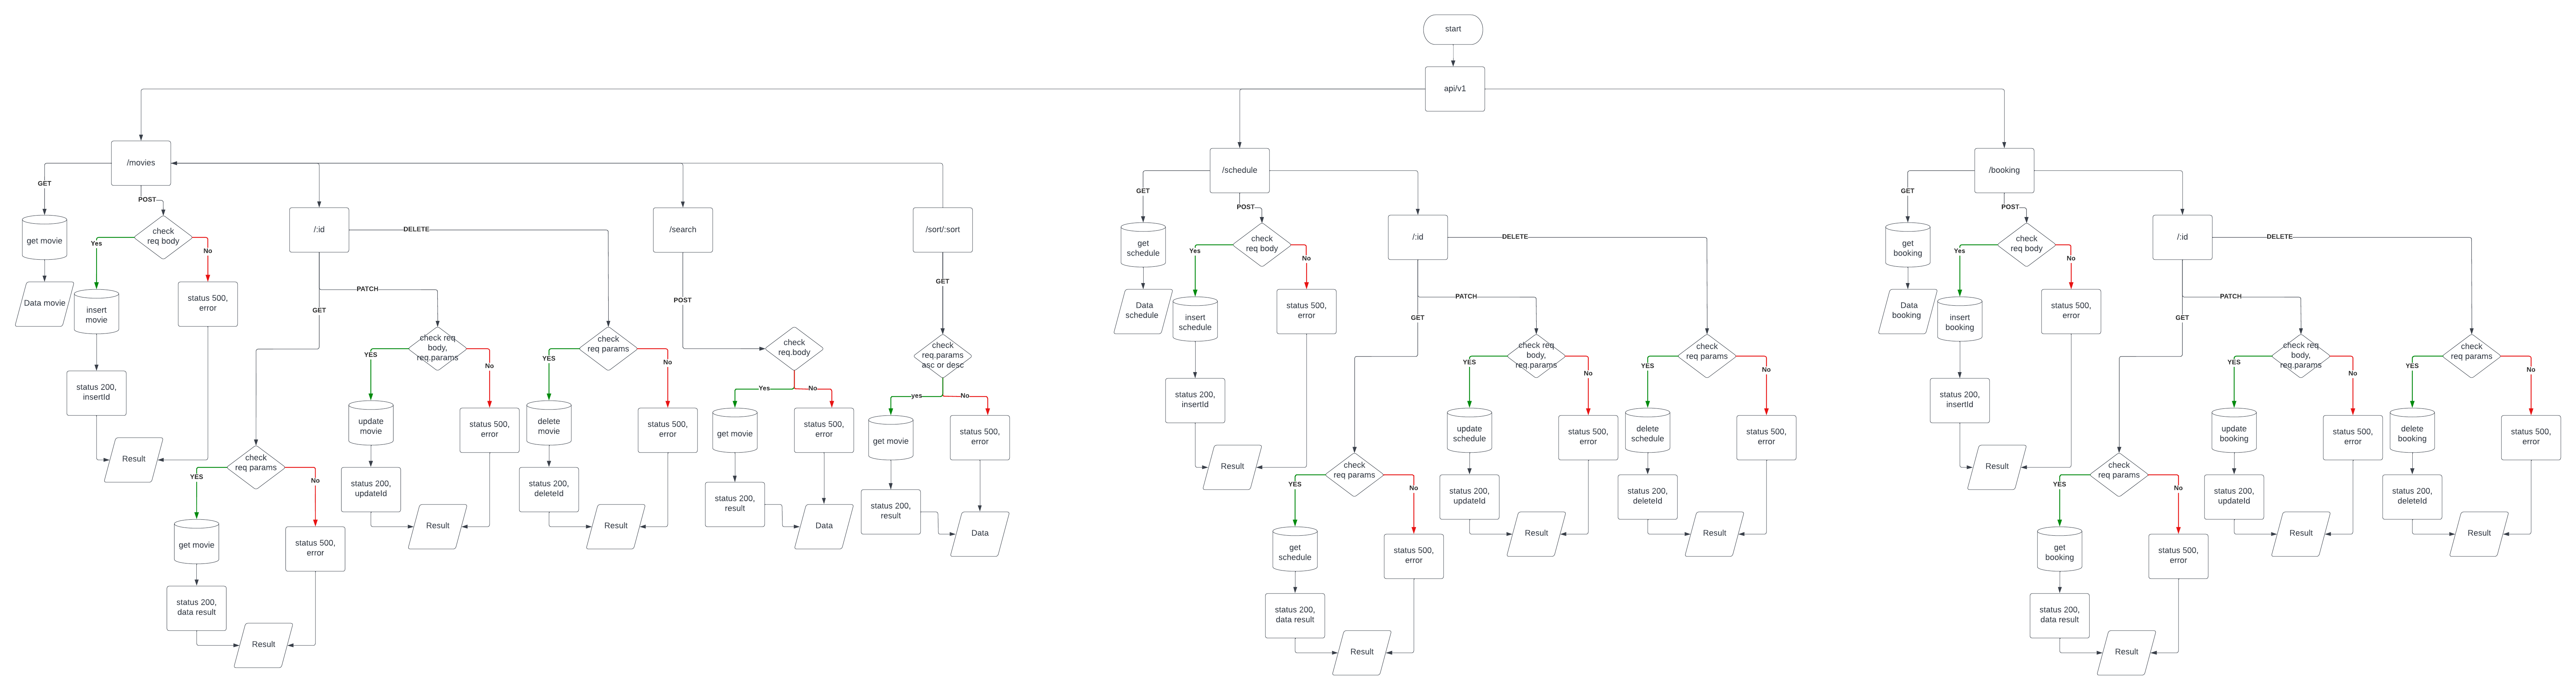 start
api/v1
/movies
GET
POST
get movie
Data movie
check
req body
Yes
No
insert
movie
status 500,
error
status 200,
insertId
Result
/:id
DELETE
PATCH
GET
check
req params
YES
No
get movie
status 500,
error
status 200,
data result
Result
check req
body,
req.params
YES
No
update
movie
status 500,
error
status 200,
updateId
Result
check
req params
YES
No
delete
movie
status 500,
error
status 200,
deleteId
Result
/search
POST
check
req.body
Yes
No
get movie
status 500,
error
status 200,
result
Data
/sort/:sort
GET
check
req.params
asc or desc
yes
No
get movie
status 500,
error
status 200,
result
Data
/schedule
GET
POST
get
schedule
Data
schedule
check
req body
Yes
No
insert
schedule
status 500,
error
status 200,
insertId
Result
/:id
DELETE
PATCH
GET
check
req params
YES
No
get
schedule
status 500,
error
status 200,
data result
Result
check req
body,
req.params
YES
No
update
schedule
status 500,
error
status 200,
updateId
Result
check
req params
YES
No
delete
schedule
status 500,
error
status 200,
deleteId
Result
/booking
GET
POST
get
booking
Data
booking
check
req body
Yes
No
insert
booking
status 500,
error
status 200,
insertId
Result
/:id
DELETE
PATCH
GET
check
req params
YES
No
get
booking
status 500,
error
status 200,
data result
Result
check req
body,
req.params
YES
No
update
booking
status 500,
error
status 200,
updateId
Result
check
req params
YES
No
delete
booking
status 500,
error
status 200,
deleteId
Result